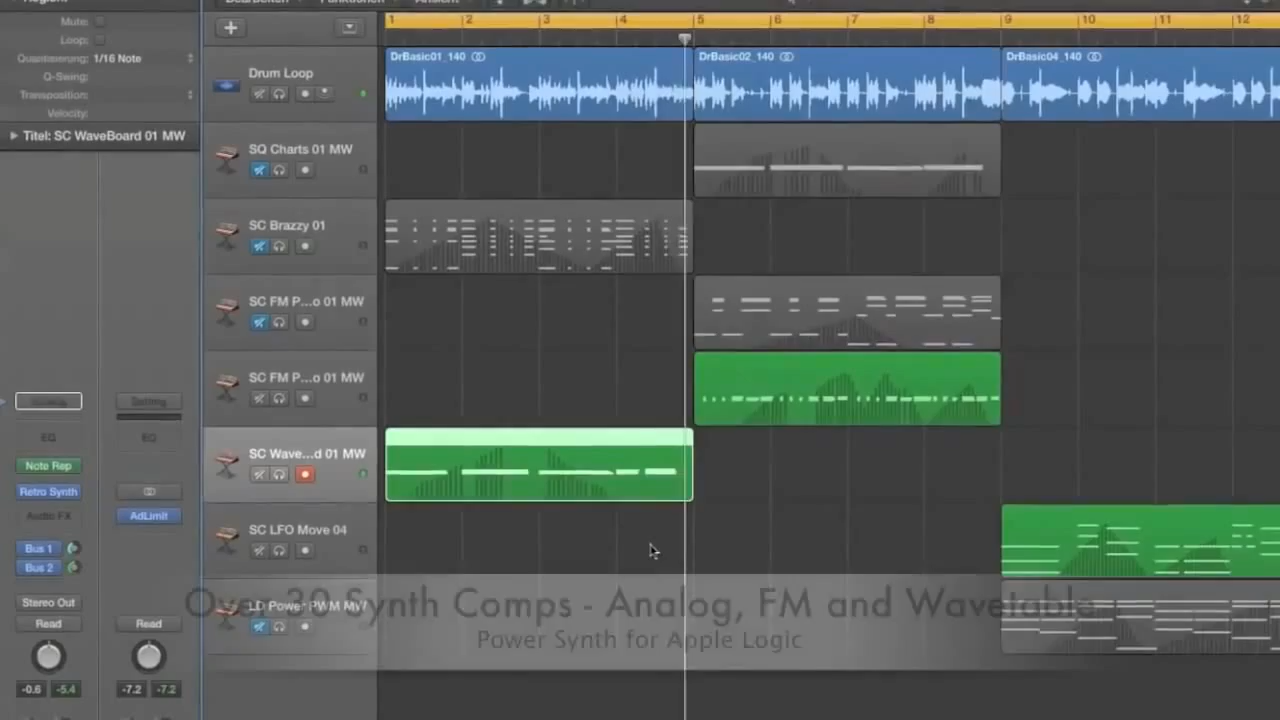 Bearbeiten Funktionen Ansicht
Mute:
Loop:
Quantisierung: 1/16 Note
Q-Swing:
Transposition:
Velocity:
Titel: SC WaveBoard 01 MW
1 2 3 4 5 6 7 8 9 10 11 12
DrBasic01_140 DrBasic02_140 DrBasic04_140
Drum Loop
SQ Charts 01 MW
SC Brazzy 01
SC FM P...o 01 MW
SC FM P...o 01 MW
SC Wave...d 01 MW
SC LFO Move 04
LD Power PWM MW
Setting
EQ EQ
Note Rep
Retro Synth
Audio FX AdLimit
Bus 1
Bus 2
Stereo Out
Read Read
-0.6 -5.4 -7.2 -7.2
Over 30 Synth Comps - Analog, FM and Wavetable
Power Synth for Apple Logic